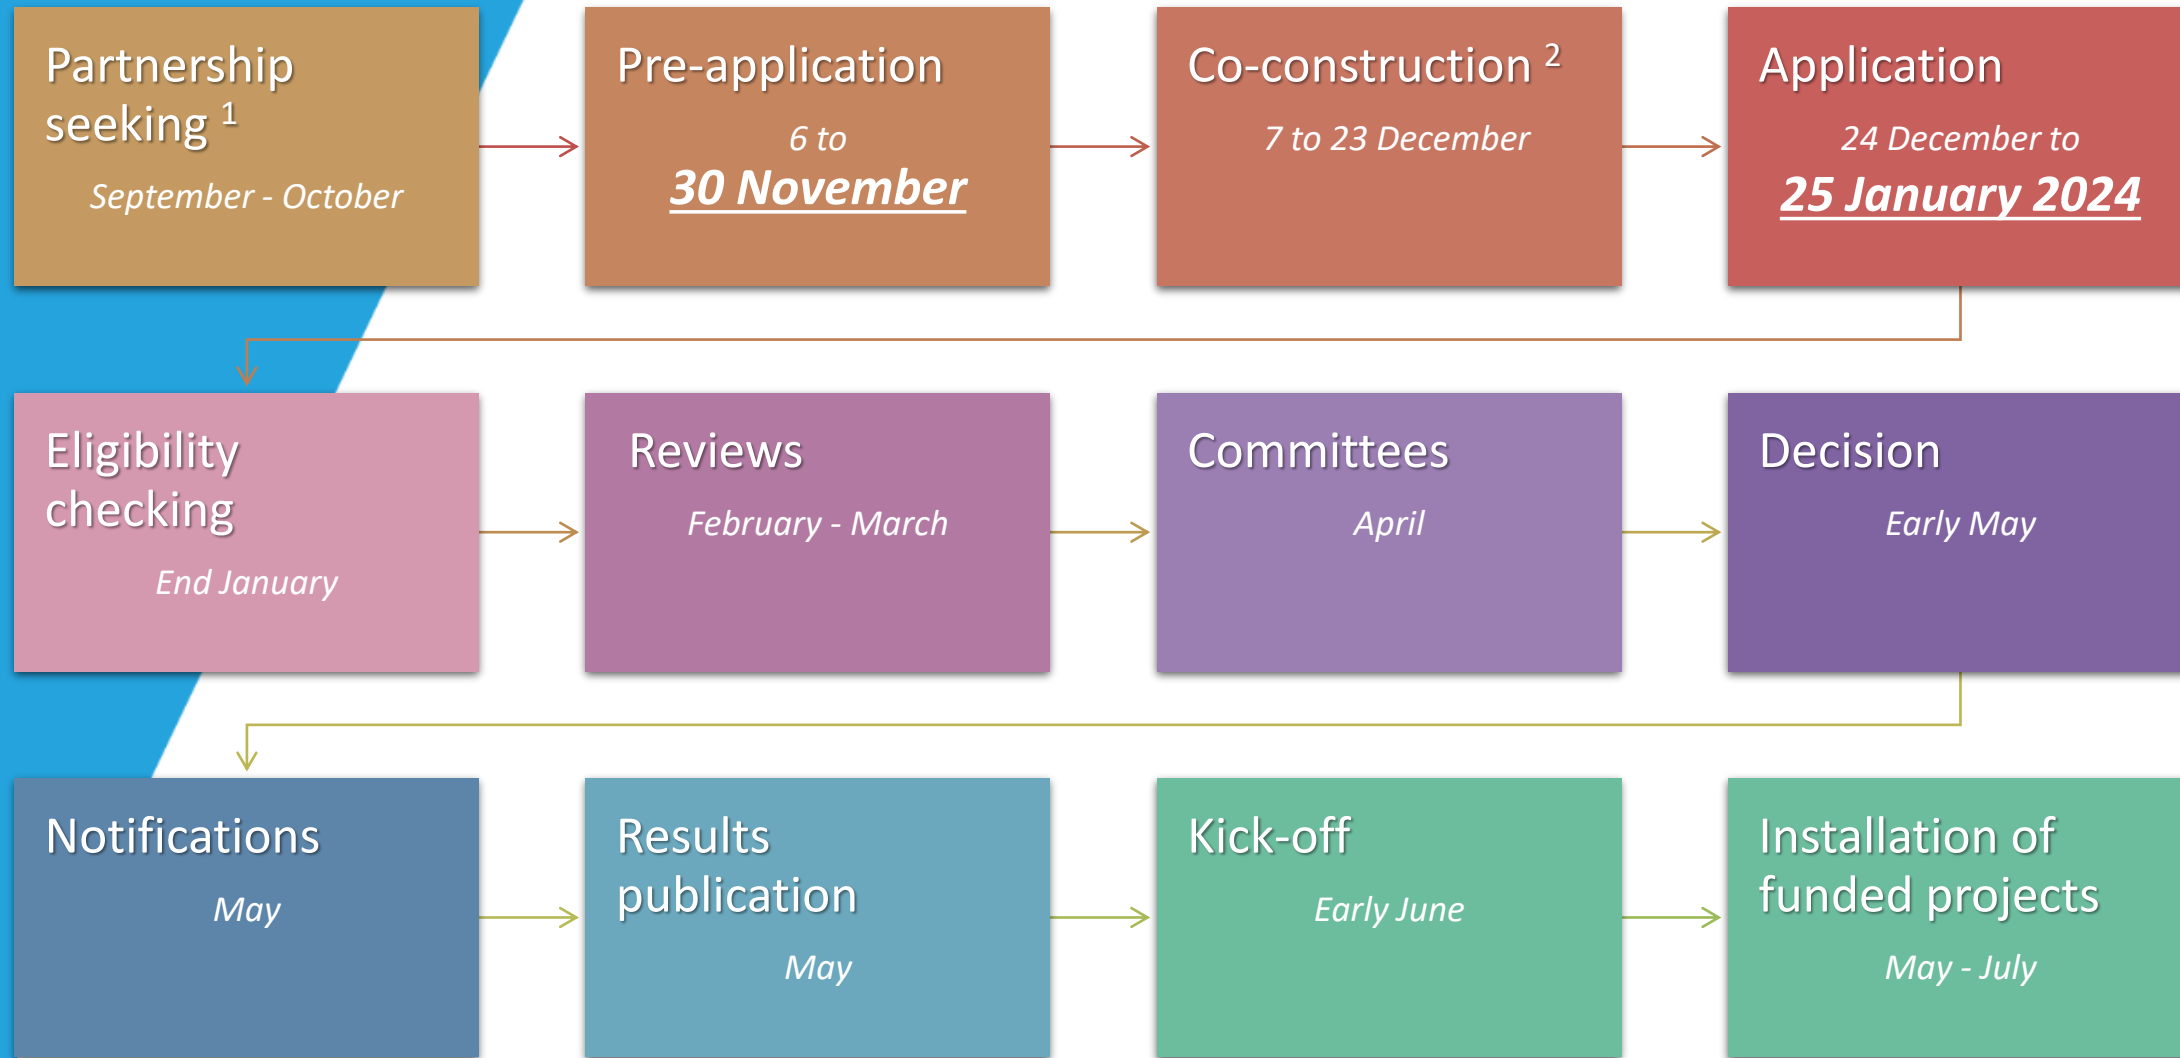 Partnership
seeking 1
September - October
Pre-application
6 to
30 November
Co-construction 2
7 to 23 December
Application
24 December to
25 January 2024
Eligibility
checking
End January
Reviews
February - March
Committees
April
Decision
Early May
Notifications
May
Results
publication
May
Kick-off
Early June
Installation of
funded projects
May - July